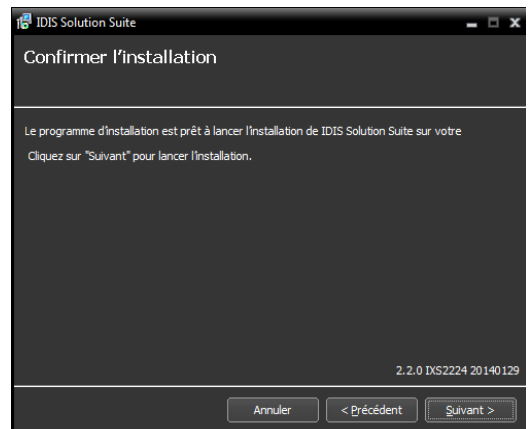 IDIS Solution Suite
Confirmer l'installation
Le programme d'installation est prêt à lancer l'installation de IDIS Solution Suite sur votre
Cliquez sur "Suivant" pour lancer l'installation.
2.2.0 IXS2224 20140129
Annuler
< Précédent
Suivant >